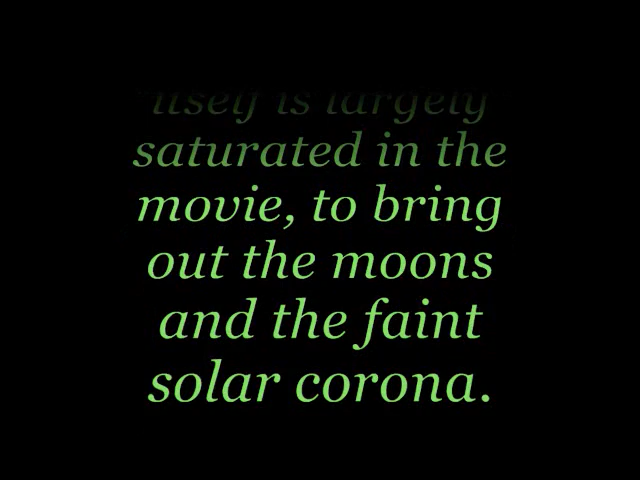 itself is largely
saturated in the
movie, to bring
out the moons
and the faint
solar corona.